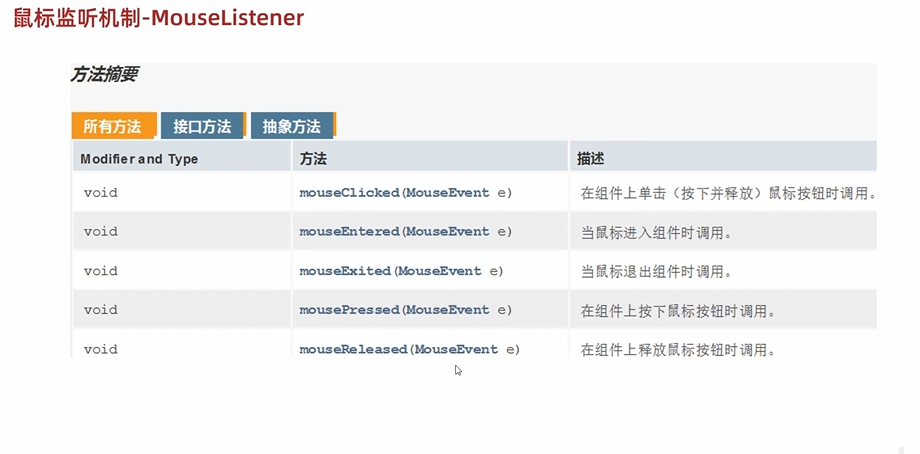 鼠标监听机制-MouseListener
方法摘要
所有方法 接口方法 抽象方法
Modifier and Type 方法 描述
void mouseClicked(MouseEvent e) 在组件上单击（按下并释放）鼠标按钮时调用。
void mouseEntered(MouseEvent e) 当鼠标进入组件时调用。
void mouseExited(MouseEvent e) 当鼠标退出组件时调用。
void mousePressed(MouseEvent e) 在组件上按下鼠标按钮时调用。
void mouseReleased(MouseEvent e) 在组件上释放鼠标按钮时调用。